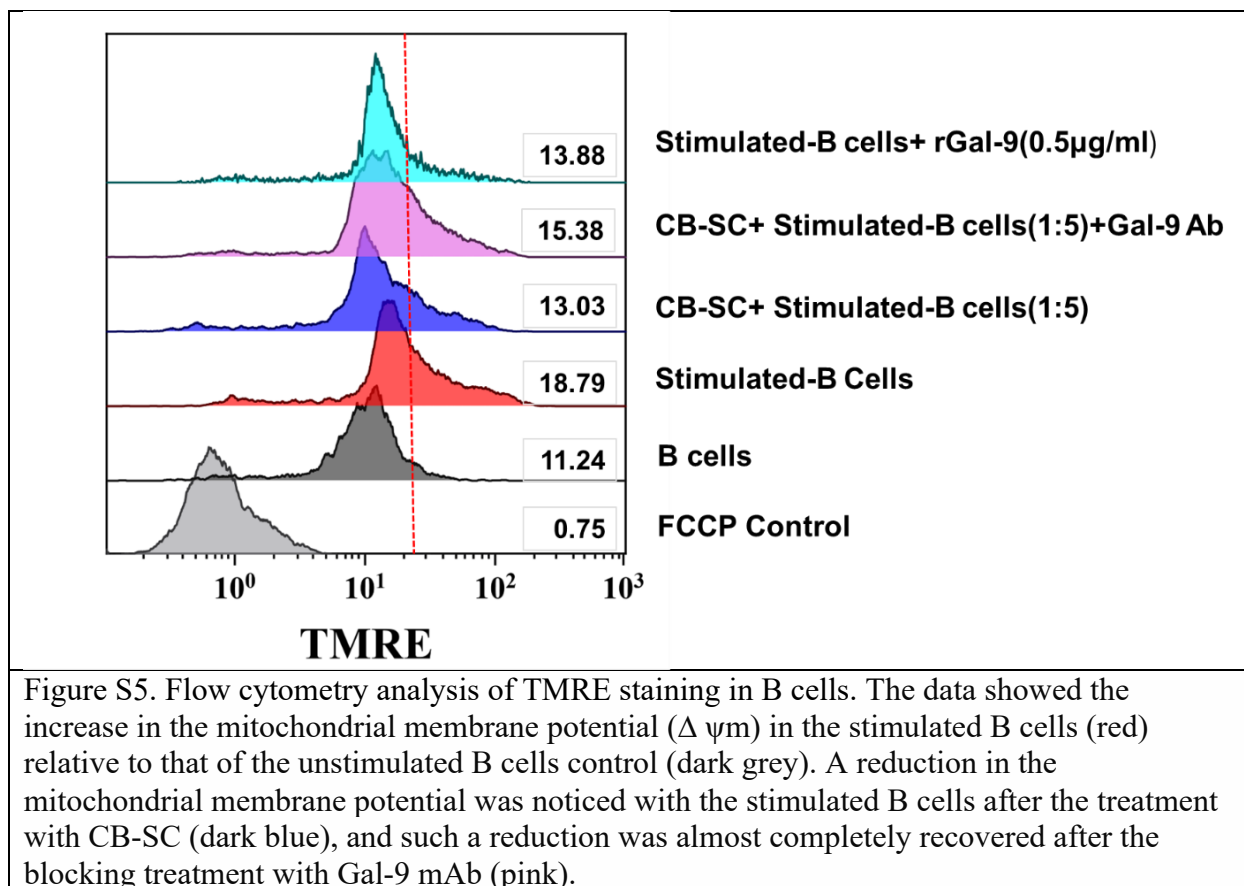 13.88 Stimulated-B cells+ rGal-9(0.5µg/ml)
15.38 CB-SC+ Stimulated-B cells(1:5)+Gal-9 Ab
13.03 CB-SC+ Stimulated-B cells(1:5)
18.79 Stimulated-B Cells
11.24 B cells
0.75 FCCP Control
10⁰ 10¹ 10² 10³
TMRE
Figure S5. Flow cytometry analysis of TMRE staining in B cells. The data showed the
increase in the mitochondrial membrane potential (Δ ψm) in the stimulated B cells (red)
relative to that of the unstimulated B cells control (dark grey). A reduction in the
mitochondrial membrane potential was noticed with the stimulated B cells after the treatment
with CB-SC (dark blue), and such a reduction was almost completely recovered after the
blocking treatment with Gal-9 mAb (pink).